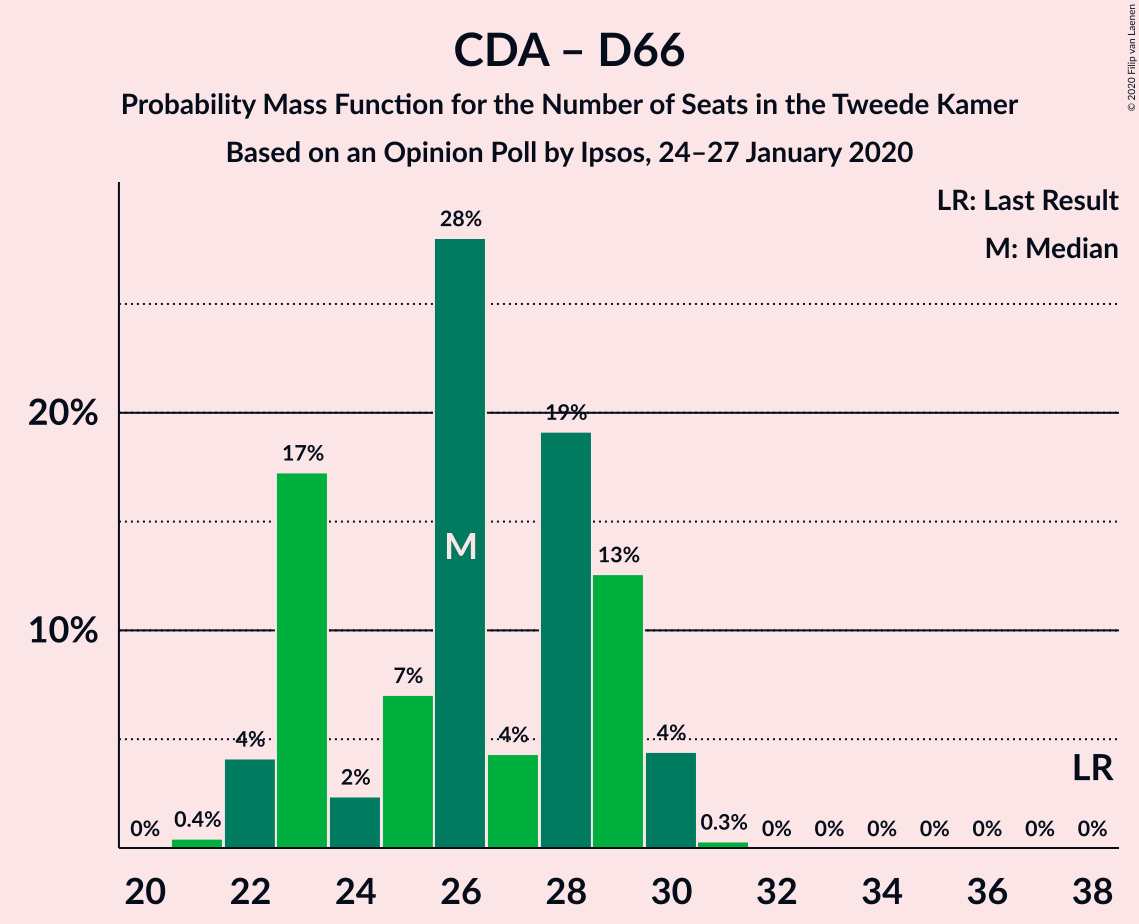 CDA – D66
Probability Mass Function for the Number of Seats in the Tweede Kamer
Based on an Opinion Poll by Ipsos, 24–27 January 2020
© 2020 Filip van Laenen
LR: Last Result
M: Median
28%
20%
19%
17%
M
13%
10%
7%
4%
4%
4%
LR
2%
0%
0.4%
0.3%
0%
0%
0%
0%
0%
0%
0%
20 22 24 26 28 30 32 34 36 38